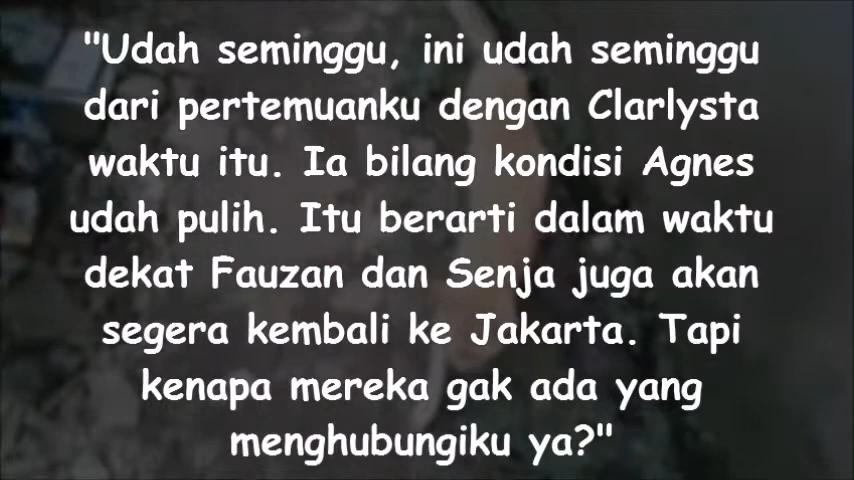 "Udah seminggu, ini udah seminggu
dari pertemuanku dengan Clarlysta
waktu itu. Ia bilang kondisi Agnes
udah pulih. Itu berarti dalam waktu
dekat Fauzan dan Senja juga akan
segera kembali ke Jakarta. Tapi
kenapa mereka gak ada yang
menghubungiku ya?"